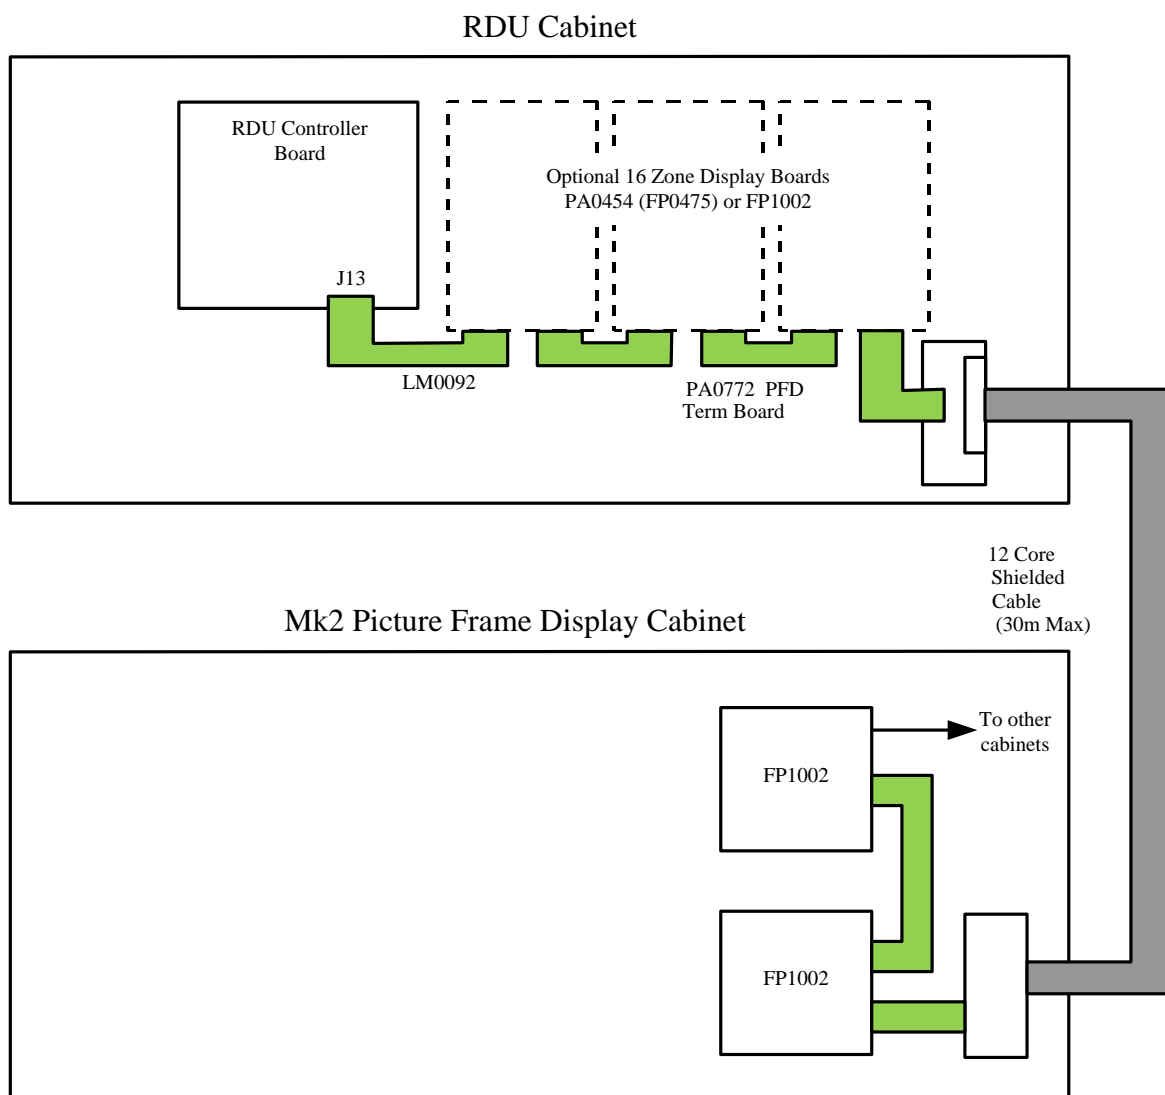 RDU Cabinet
RDU Controller
Board
Optional 16 Zone Display Boards
PA0454 (FP0475) or FP1002
J13
LM0092
PA0772 PFD
Term Board
12 Core
Shielded
Cable
(30m Max)
Mk2 Picture Frame Display Cabinet
To other
cabinets
FP1002
FP1002